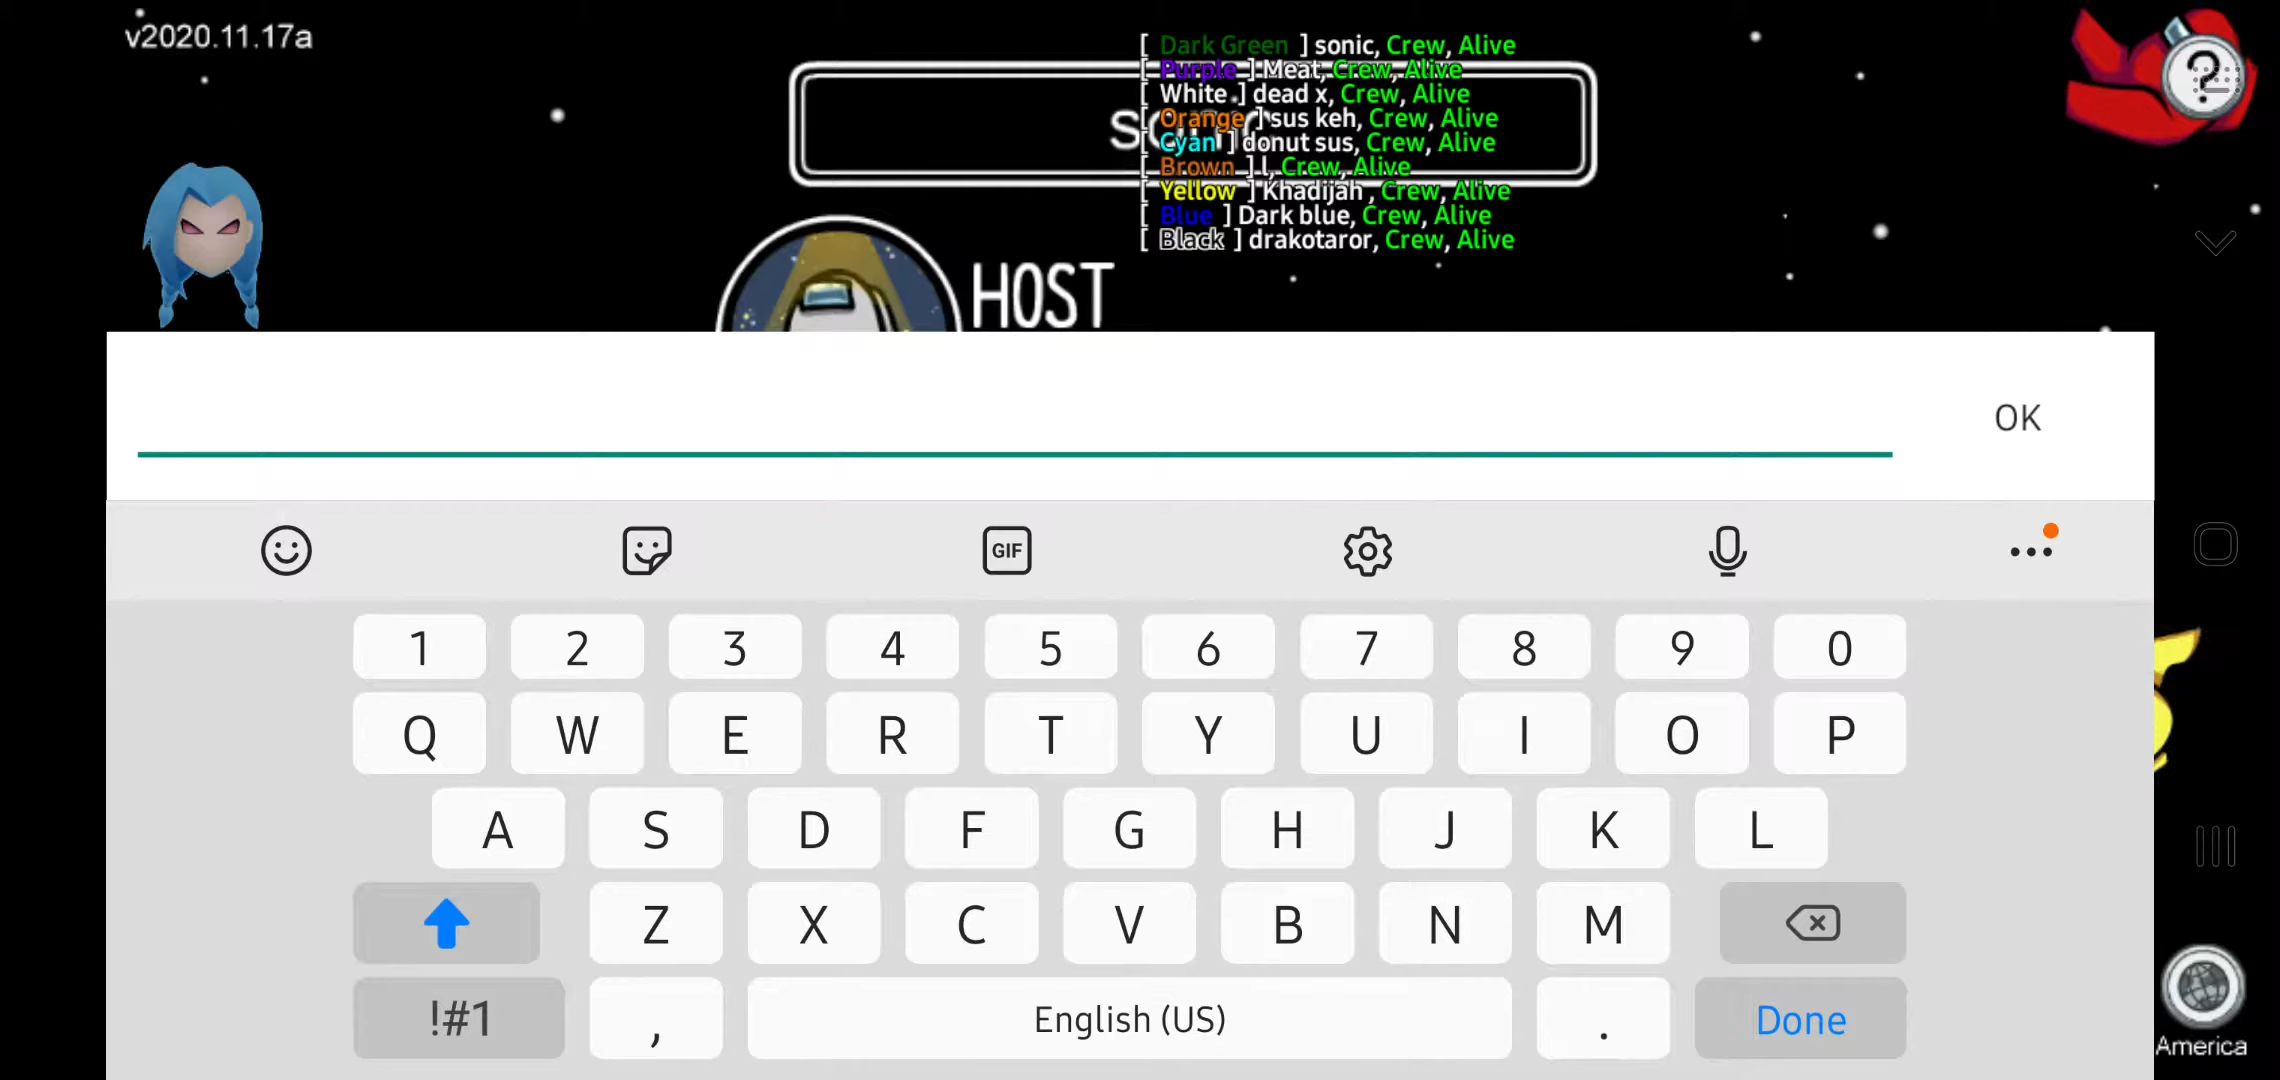 v2020.11.17a
[ Dark Green ] sonic, Crew, Alive
[ Purple ] Meat, Crew, Alive
[ White ] dead x, Crew, Alive
[ Orange ] sus keh, Crew, Alive
[ Cyan ] donut sus, Crew, Alive
[ Brown ] l, Crew, Alive
[ Yellow ] Khadijah , Crew, Alive
[ Blue ] Dark blue, Crew, Alive
[ Black ] drakotaror, Crew, Alive
?
HOST
OK
GIF
1 2 3 4 5 6 7 8 9 0
Q W E R T Y U I O P
A S D F G H J K L
Z X C V B N M
!#1 , English (US) . Done
America